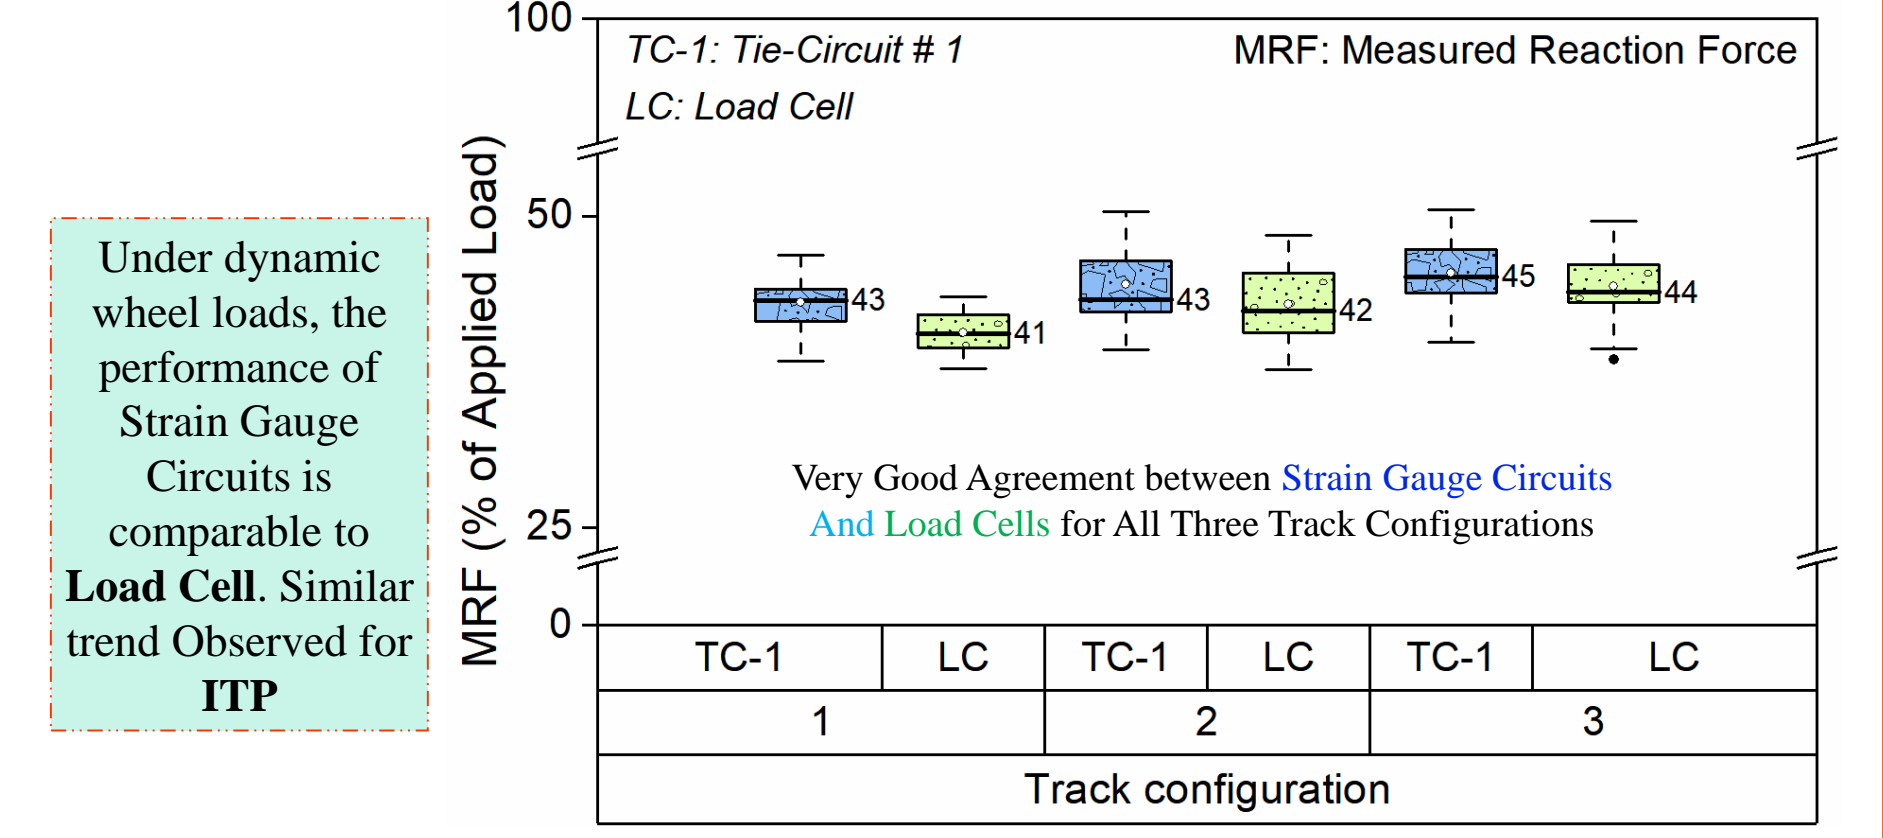 Under dynamic
wheel loads, the
performance of
Strain Gauge
Circuits is
comparable to
Load Cell. Similar
trend Observed for
ITP
MRF (% of Applied Load)
100
50
25
0
TC-1: Tie-Circuit # 1
LC: Load Cell
MRF: Measured Reaction Force
43
41
43
42
45
44
Very Good Agreement between Strain Gauge Circuits
And Load Cells for All Three Track Configurations
TC-1 LC TC-1 LC TC-1 LC
1 2 3
Track configuration